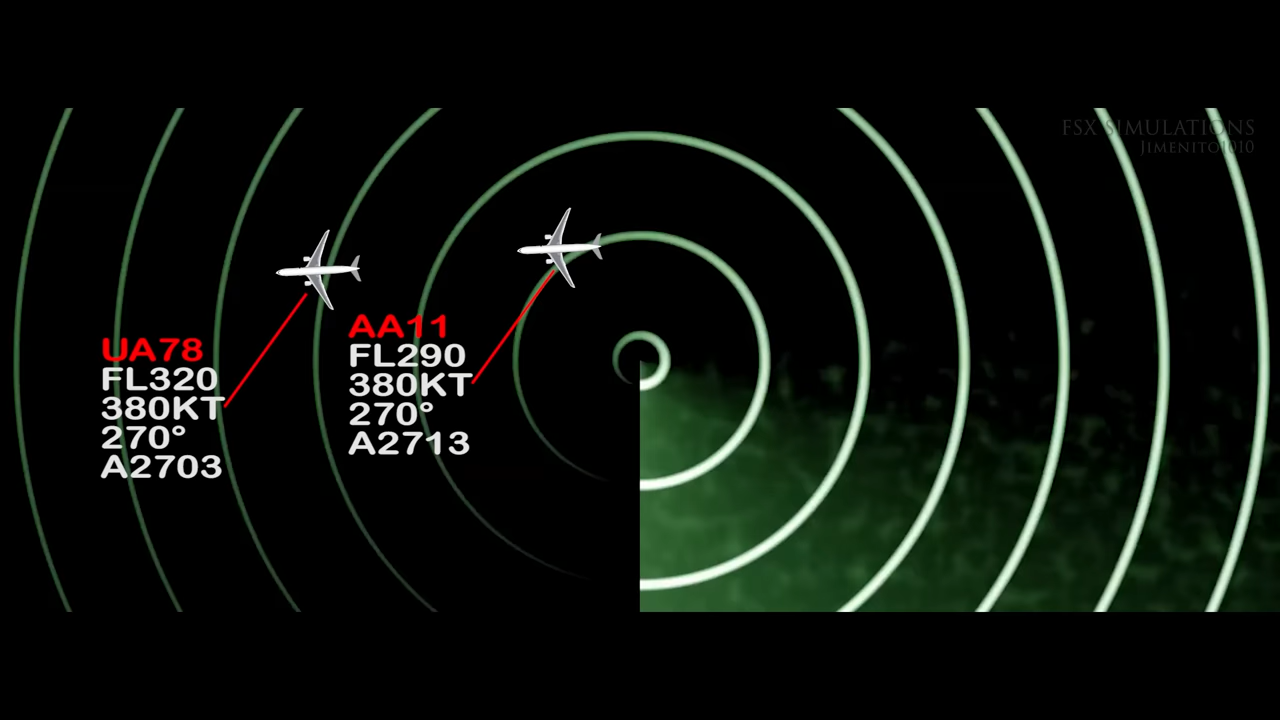 FSX SIMULATIONS
JIMENITO1010
UA78
FL320
380KT
270°
A2703
AA11
FL290
380KT
270°
A2713